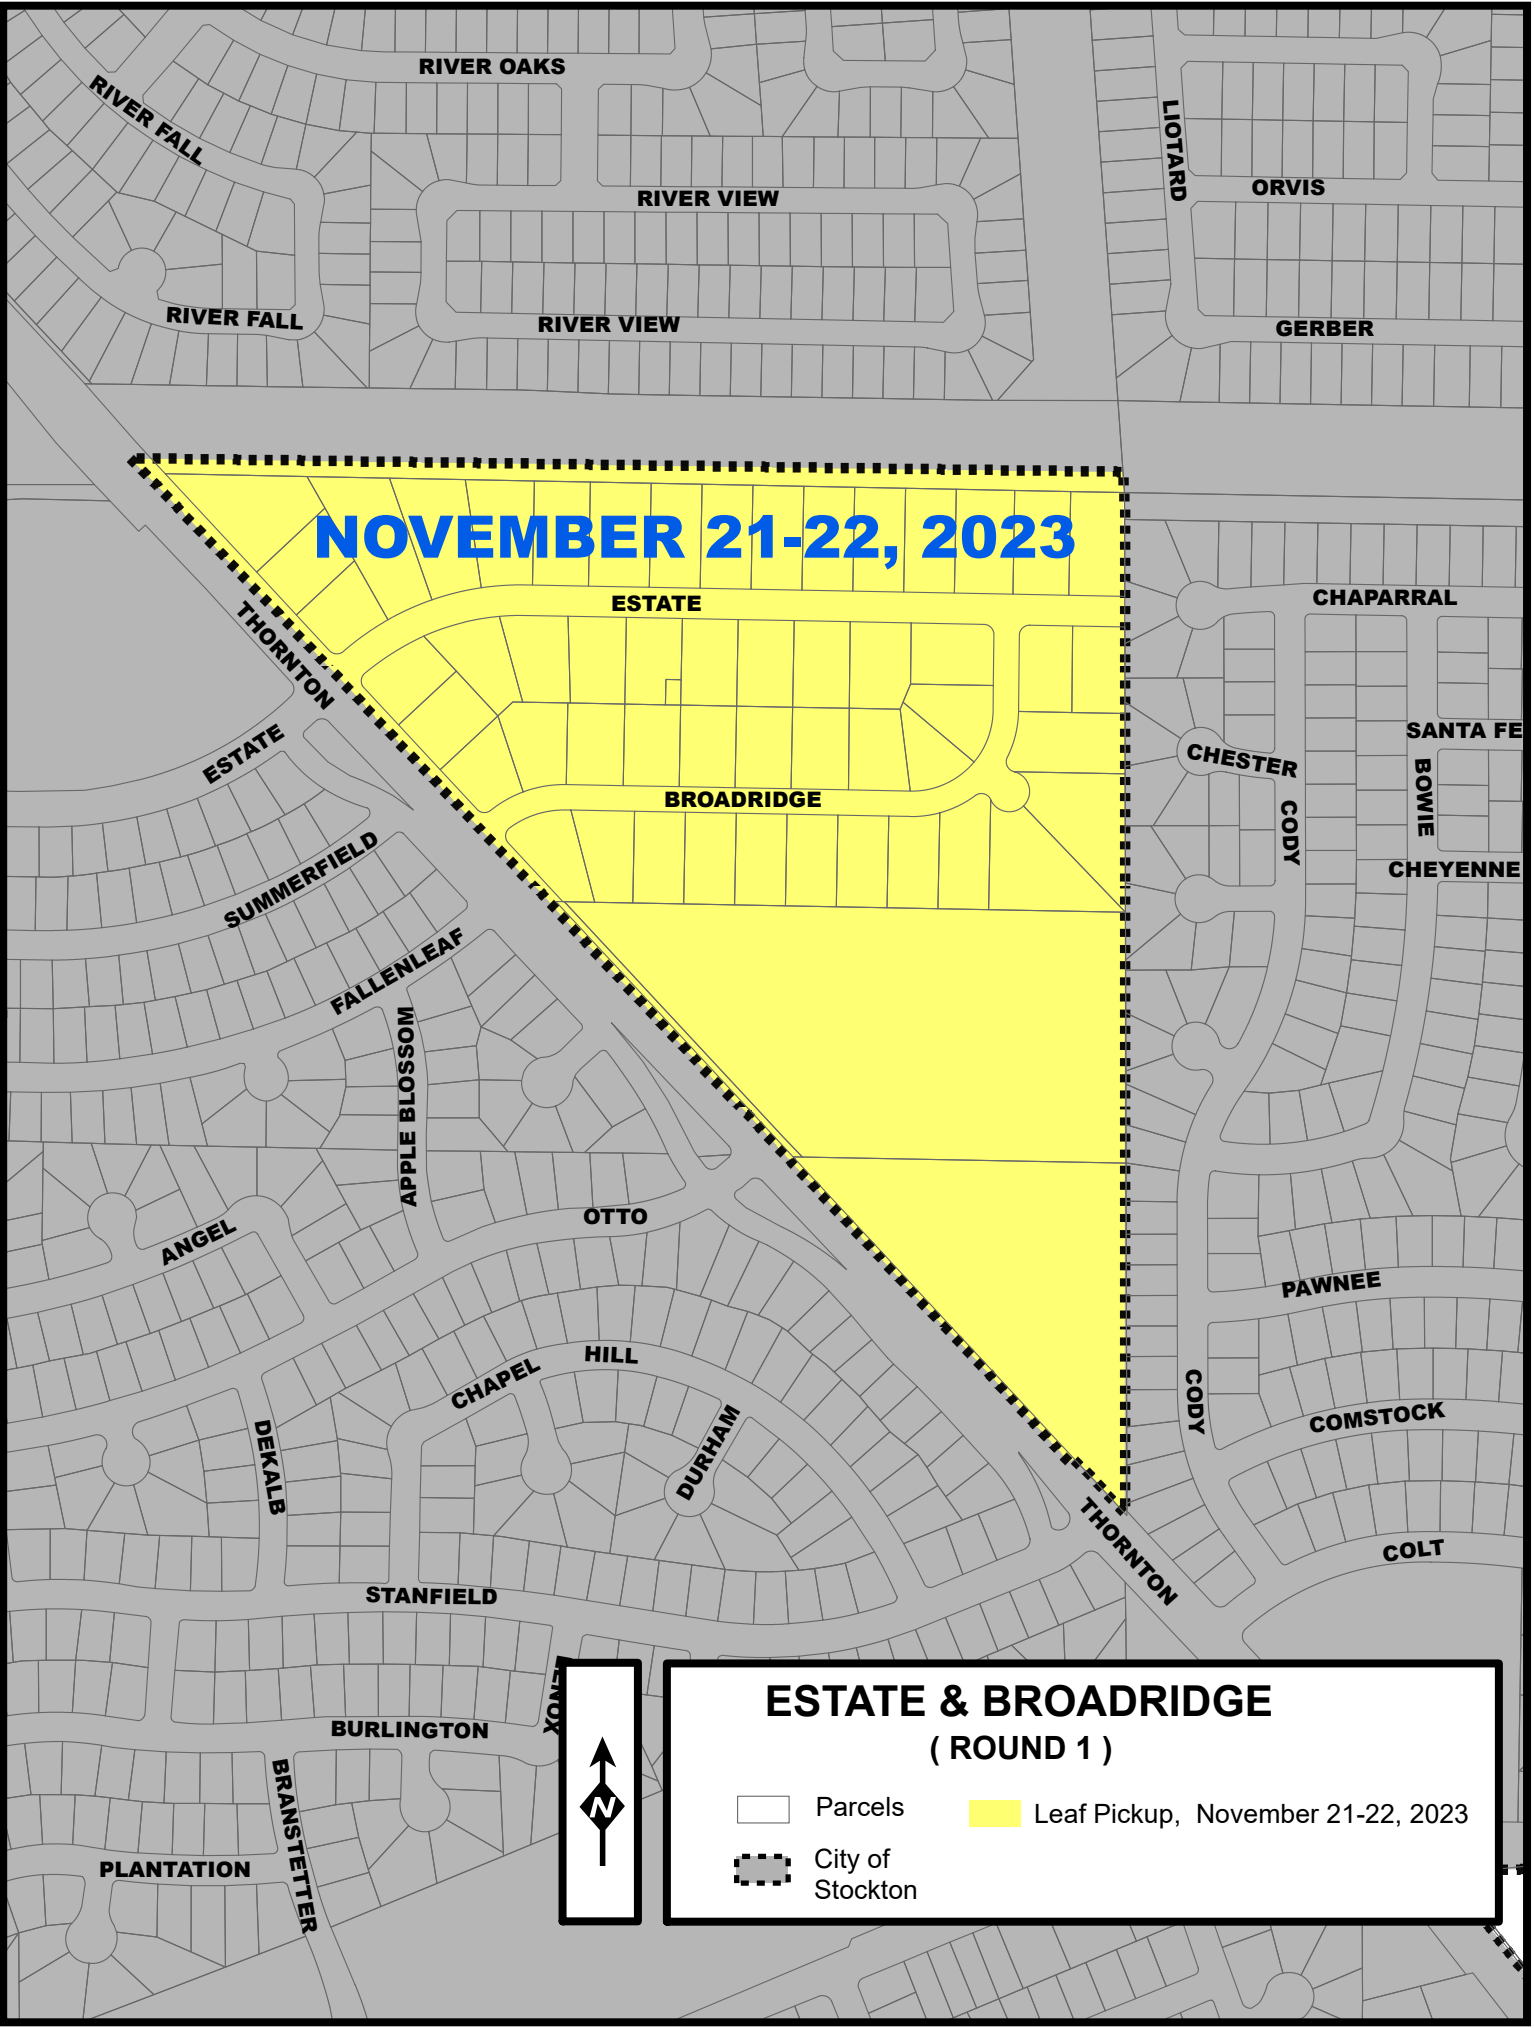 RIVER OAKS
RIVER FALL
LIOTARD
ORVIS
RIVER VIEW
RIVER FALL
RIVER VIEW
GERBER
NOVEMBER 21-22, 2023
ESTATE
CHAPARRAL
THORNTON
ESTATE
SANTA FE
CHESTER
BOWIE
BROADRIDGE
CODY
SUMMERFIELD
CHEYENNE
FALLENLEAF
APPLE BLOSSOM
OTTO
ANGEL
PAWNEE
HILL
CHAPEL
CODY
COMSTOCK
DURHAM
DEKALB
THORNTON
COLT
STANFIELD
BURLINGTON
BRANSTETTER
PLANTATION
N
ESTATE & BROADRIDGE
( ROUND 1 )
Parcels
Leaf Pickup, November 21-22, 2023
City of
Stockton